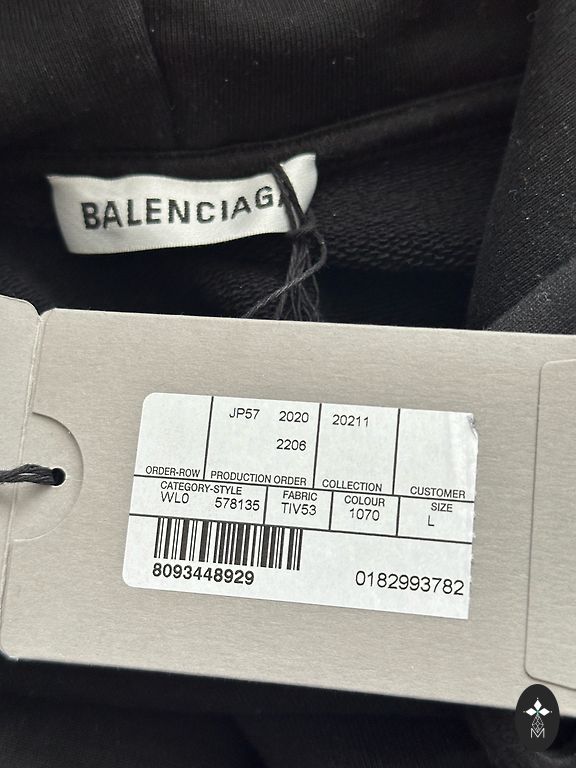 BALENCIAGA
JP57 2020 20211
2206
ORDER-ROW PRODUCTION ORDER COLLECTION CUSTOMER
CATEGORY-STYLE FABRIC COLOUR SIZE
WL0 578135 TIV53 1070 L
8093448929 0182993782
M